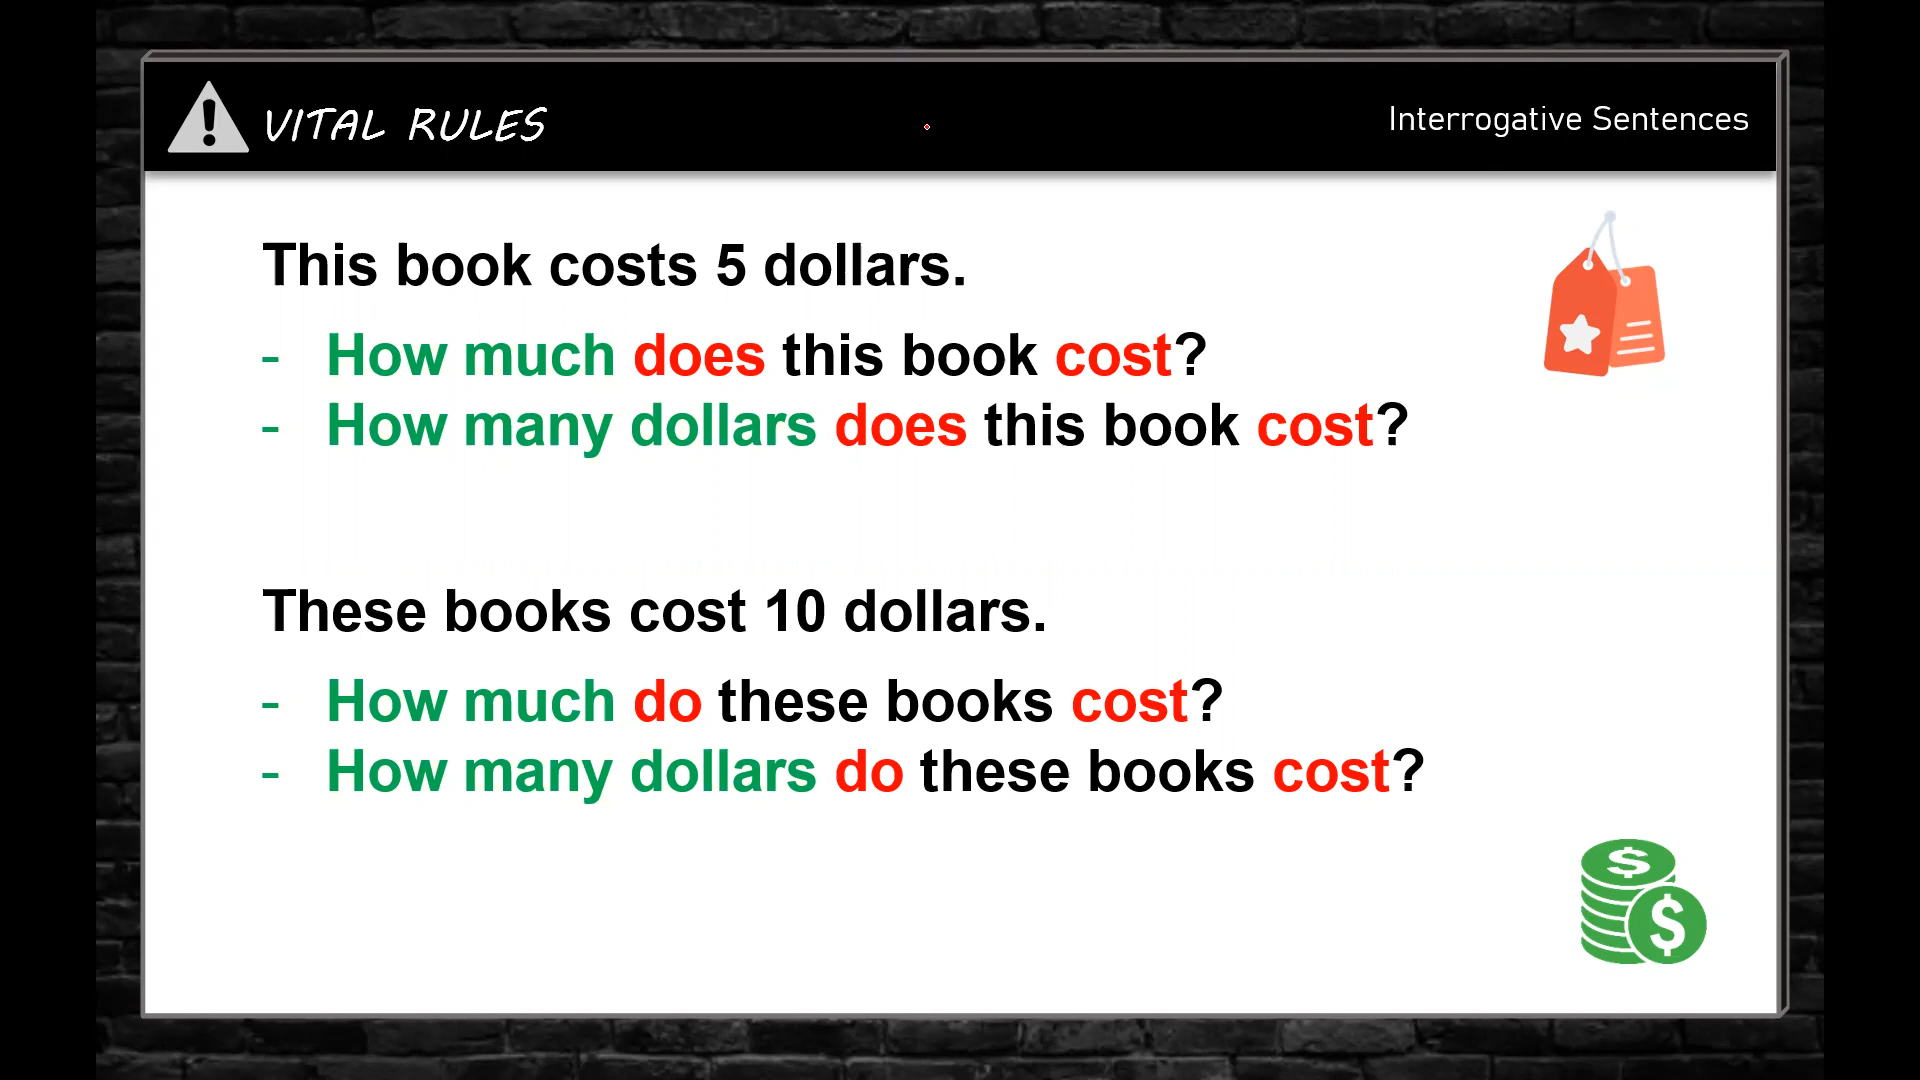 VITAL RULES
Interrogative Sentences
This book costs 5 dollars.
- How much does this book cost?
- How many dollars does this book cost?
These books cost 10 dollars.
- How much do these books cost?
- How many dollars do these books cost?
$
$